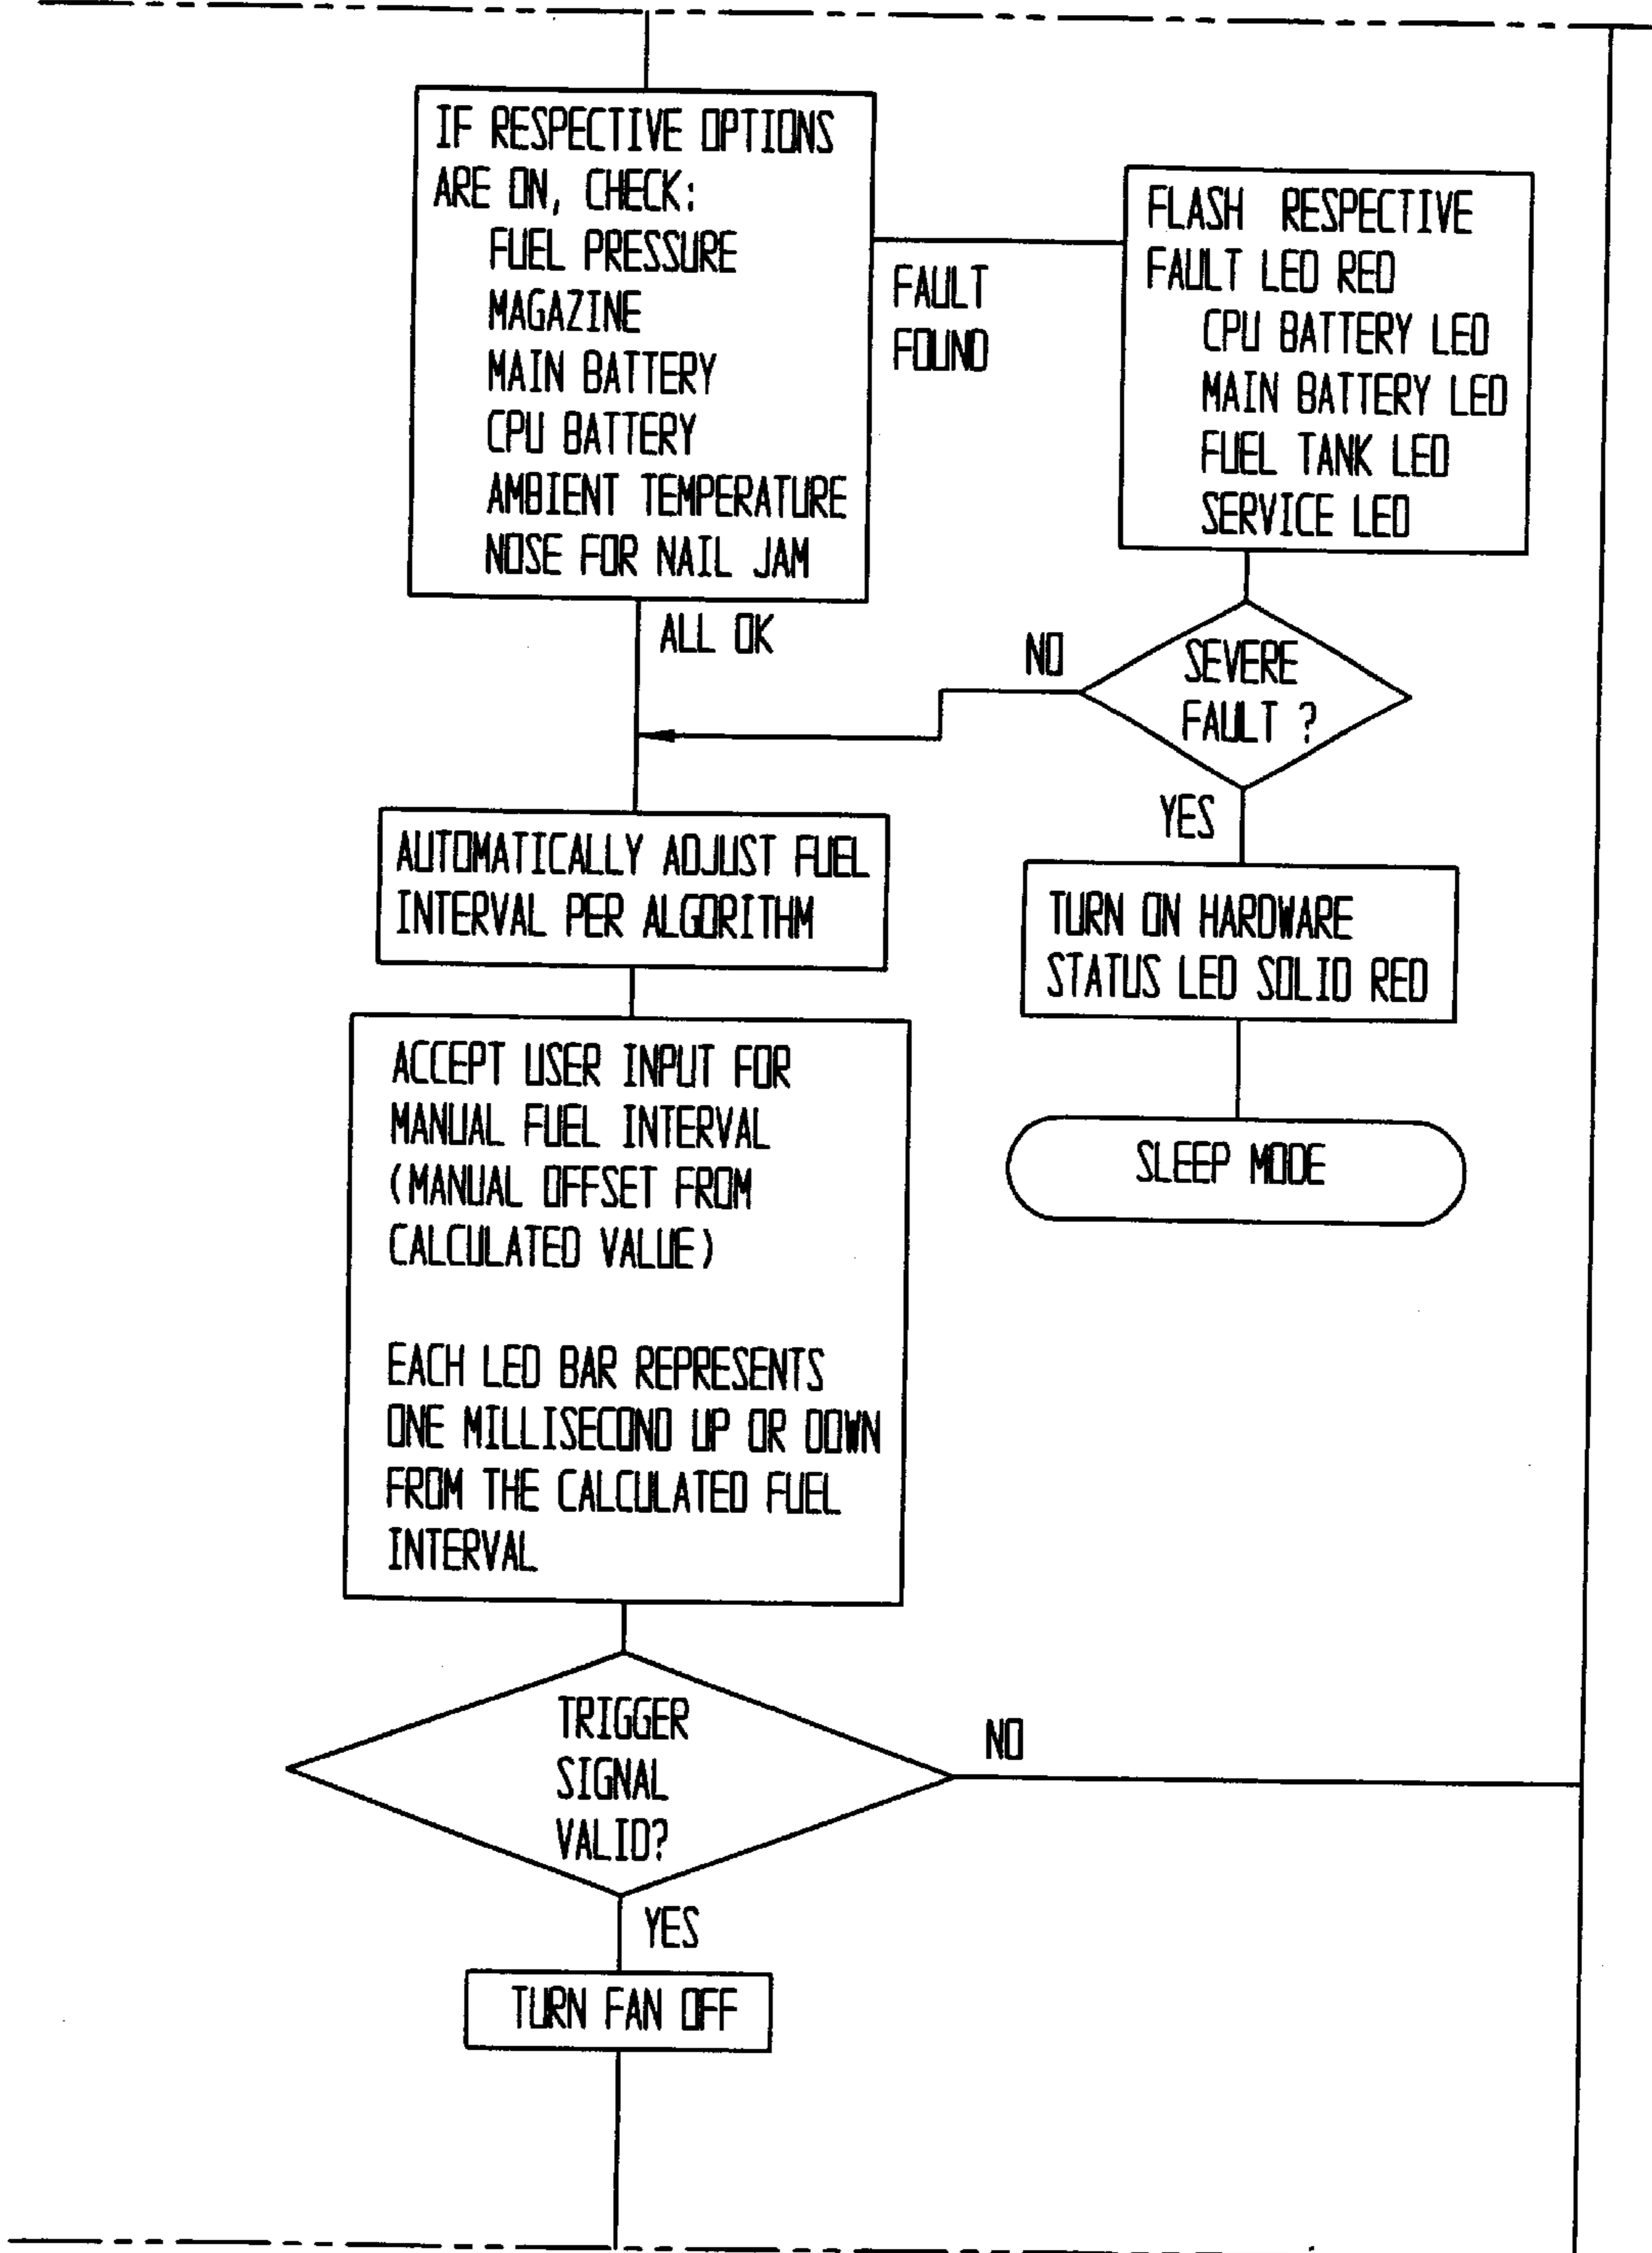 IF RESPECTIVE OPTIONS
ARE ON, CHECK:
FUEL PRESSURE
MAGAZINE
MAIN BATTERY
CPU BATTERY
AMBIENT TEMPERATURE
NOSE FOR NAIL JAM
FAULT
FOUND
FLASH RESPECTIVE
FAULT LED RED
CPU BATTERY LED
MAIN BATTERY LED
FUEL TANK LED
SERVICE LED
ALL OK
NO
SEVERE
FAULT ?
YES
AUTOMATICALLY ADJUST FUEL
INTERVAL PER ALGORITHM
TURN ON HARDWARE
STATUS LED SOLID RED
SLEEP MODE
ACCEPT USER INPUT FOR
MANUAL FUEL INTERVAL
(MANUAL OFFSET FROM
CALCULATED VALUE)
EACH LED BAR REPRESENTS
ONE MILLISECOND UP OR DOWN
FROM THE CALCULATED FUEL
INTERVAL
TRIGGER
SIGNAL
VALID?
NO
YES
TURN FAN OFF